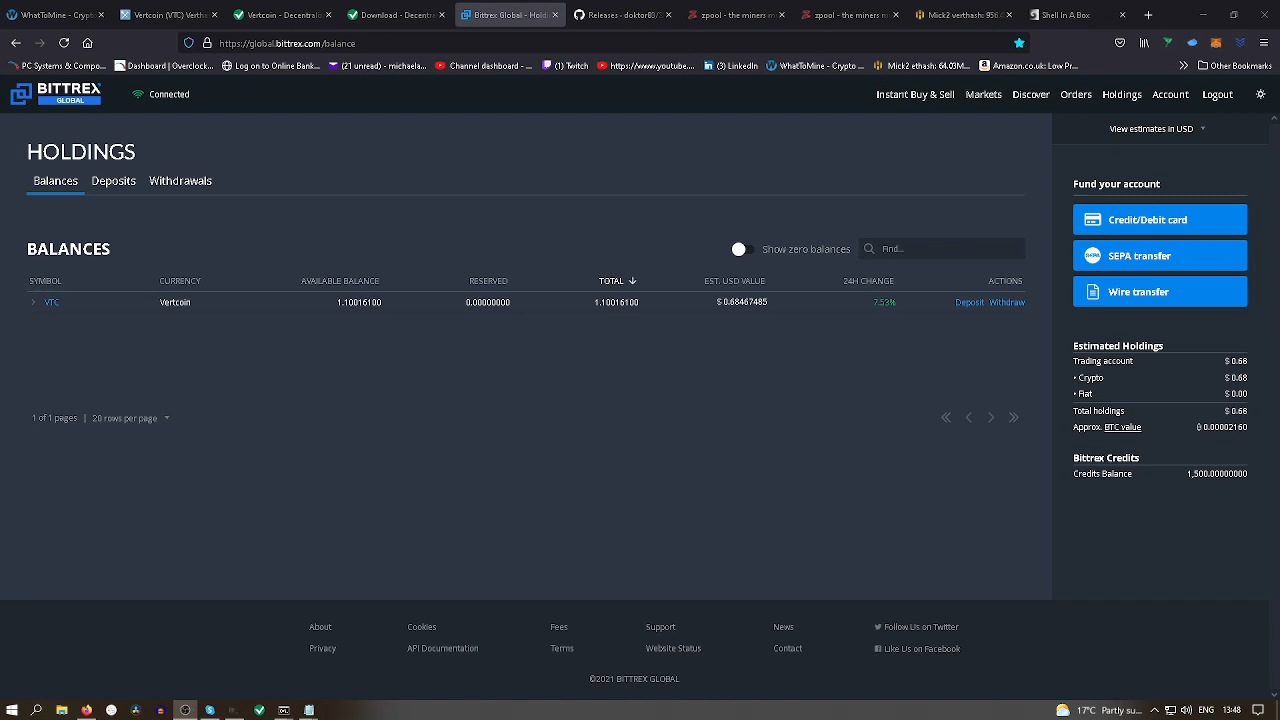 WhatToMine - Crypto co
Vertcoin (VTC) Vertha
Vertcoin - Decentraliz
Download - Decentra
Bittrex Global - Hold
Releases - doktor83/S
zpool - the miners m
zpool - the miners m
Mick2 verthash: 956.6
Shell In A Box
https://global.bittrex.com/balance
PC Systems & Compo...
Dashboard | Overclock...
Log on to Online Bank...
(21 unread) - michaela...
Channel dashboard - ...
(1) Twitch
https://www.youtube...
(1) LinkedIn
WhatToMine - Crypto ...
Mick2 ethash: 64.03M...
Amazon.co.uk: Low Pr...
Other Bookmarks
BITTREX
GLOBAL
Connected
Instant Buy & Sell
Markets
Discover
Orders
Holdings
Account
Logout
View estimates in USD
HOLDINGS
Balances
Deposits
Withdrawals
BALANCES
Show zero balances
Find...
SYMBOL
CURRENCY
AVAILABLE BALANCE
RESERVED
TOTAL
EST. USD VALUE
24H CHANGE
ACTIONS
VTC
Vertcoin
1.10016100
0.00000000
1.10016100
$ 0.68467485
7.53%
Deposit
Withdraw
1 of 1 pages | 20 rows per page
Fund your account
Credit/Debit card
SEPA transfer
Wire transfer
Estimated Holdings
Trading account $ 0.68
• Crypto $ 0.68
• Fiat $ 0.00
Total holdings $ 0.68
Approx. BTC value ₿ 0.00002160
Bittrex Credits
Credits Balance 1,500.00000000
About
Cookies
Fees
Support
News
Follow Us on Twitter
Privacy
API Documentation
Terms
Website Status
Contact
Like Us on Facebook
©2021 BITTREX GLOBAL
17°C Partly su...
ENG
13:48